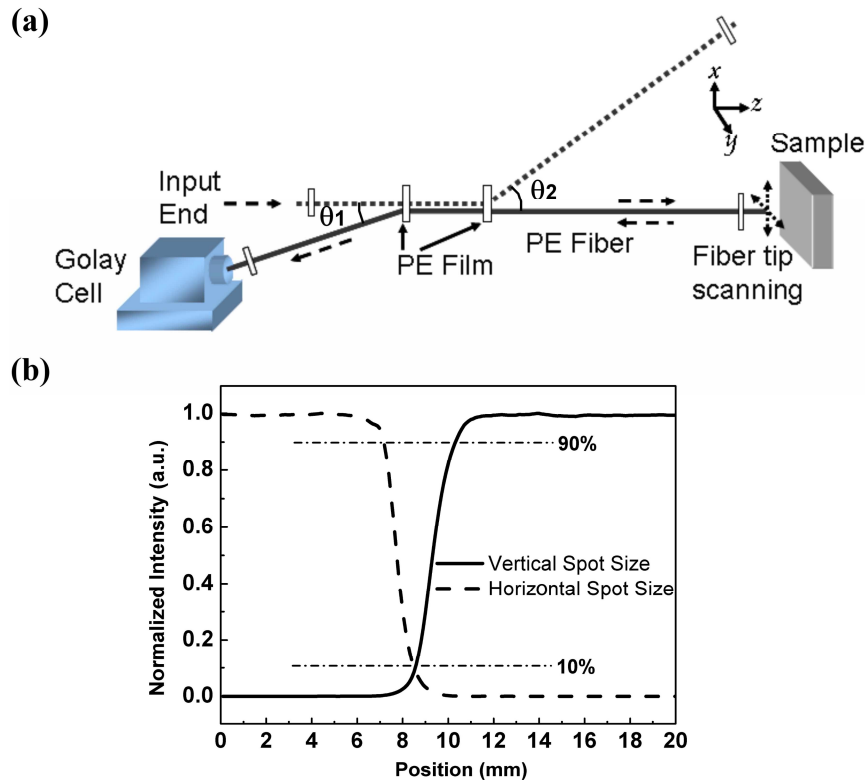 (a)
x
z
y
Sample
Input
End
θ1
θ2
Golay
Cell
PE Film
PE Fiber
Fiber tip
scanning
(b)
Normalized Intensity (a.u.)
1.0
0.8
0.6
0.4
0.2
0.0
90%
Vertical Spot Size
Horizontal Spot Size
10%
0 2 4 6 8 10 12 14 16 18 20
Position (mm)